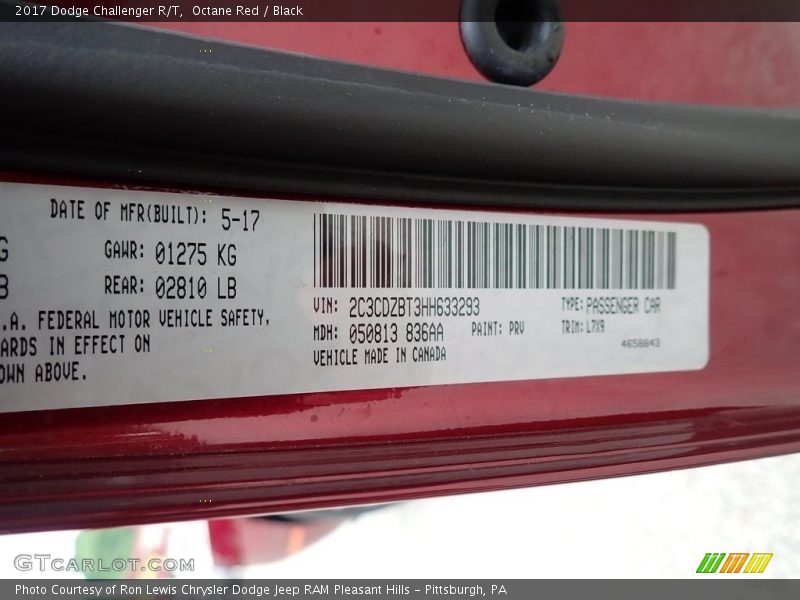 2017 Dodge Challenger R/T, Octane Red / Black
DATE OF MFR(BUILT): 5-17
G GAWR: 01275 KG
B REAR: 02810 LB
.A. FEDERAL MOTOR VEHICLE SAFETY,
ARDS IN EFFECT ON
OWN ABOVE.
VIN: 2C3CDZBT3HH633293 TYPE: PASSENGER CAR
MDH: 050813 836AA PAINT: PRV TRIM: L7X9
VEHICLE MADE IN CANADA 4658843
GTCARLOT.COM
Photo Courtesy of Ron Lewis Chrysler Dodge Jeep RAM Pleasant Hills - Pittsburgh, PA